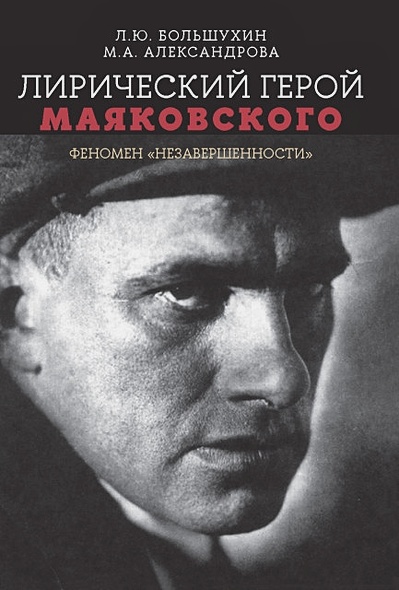 Л.Ю. БОЛЬШУХИН
М.А. АЛЕКСАНДРОВА
ЛИРИЧЕСКИЙ ГЕРОЙ
МАЯКОВСКОГО
ФЕНОМЕН «НЕЗАВЕРШЕННОСТИ»